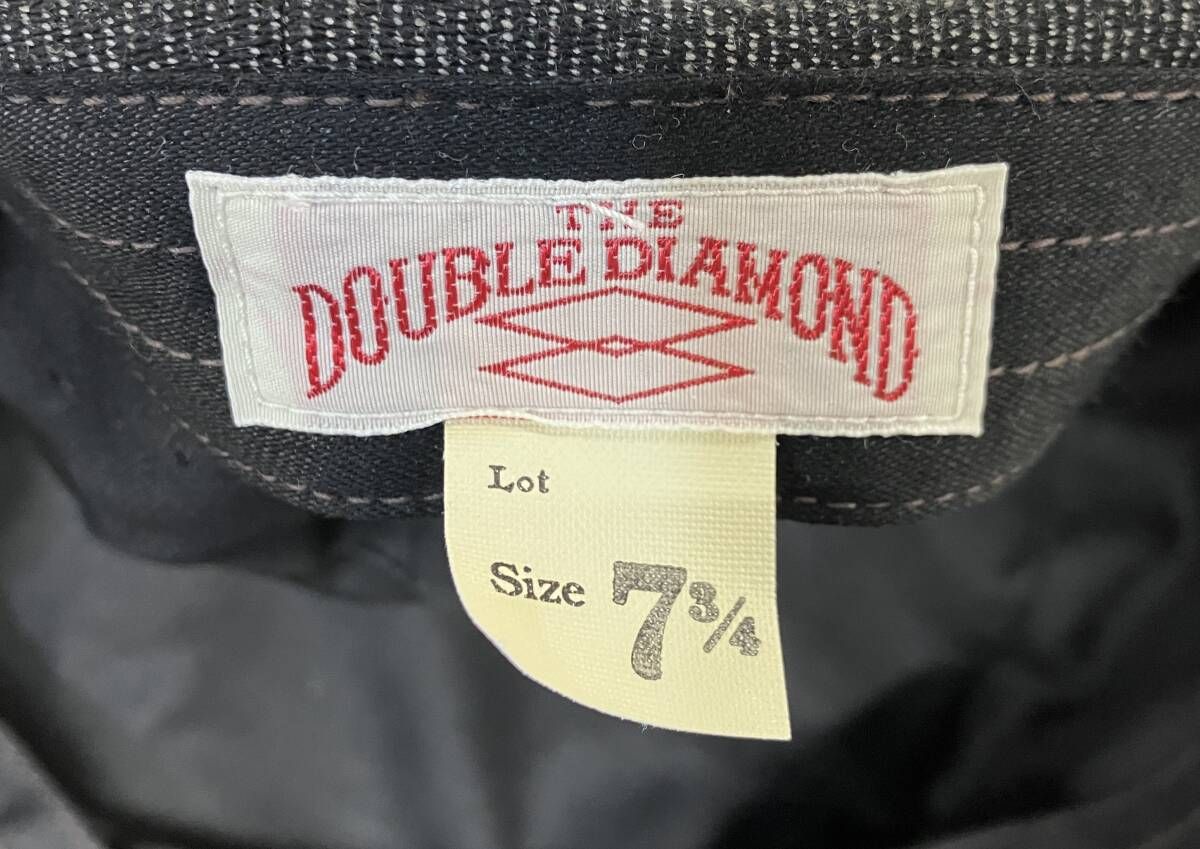 THE
DOUBLE DIAMOND
Lot
Size 7¾